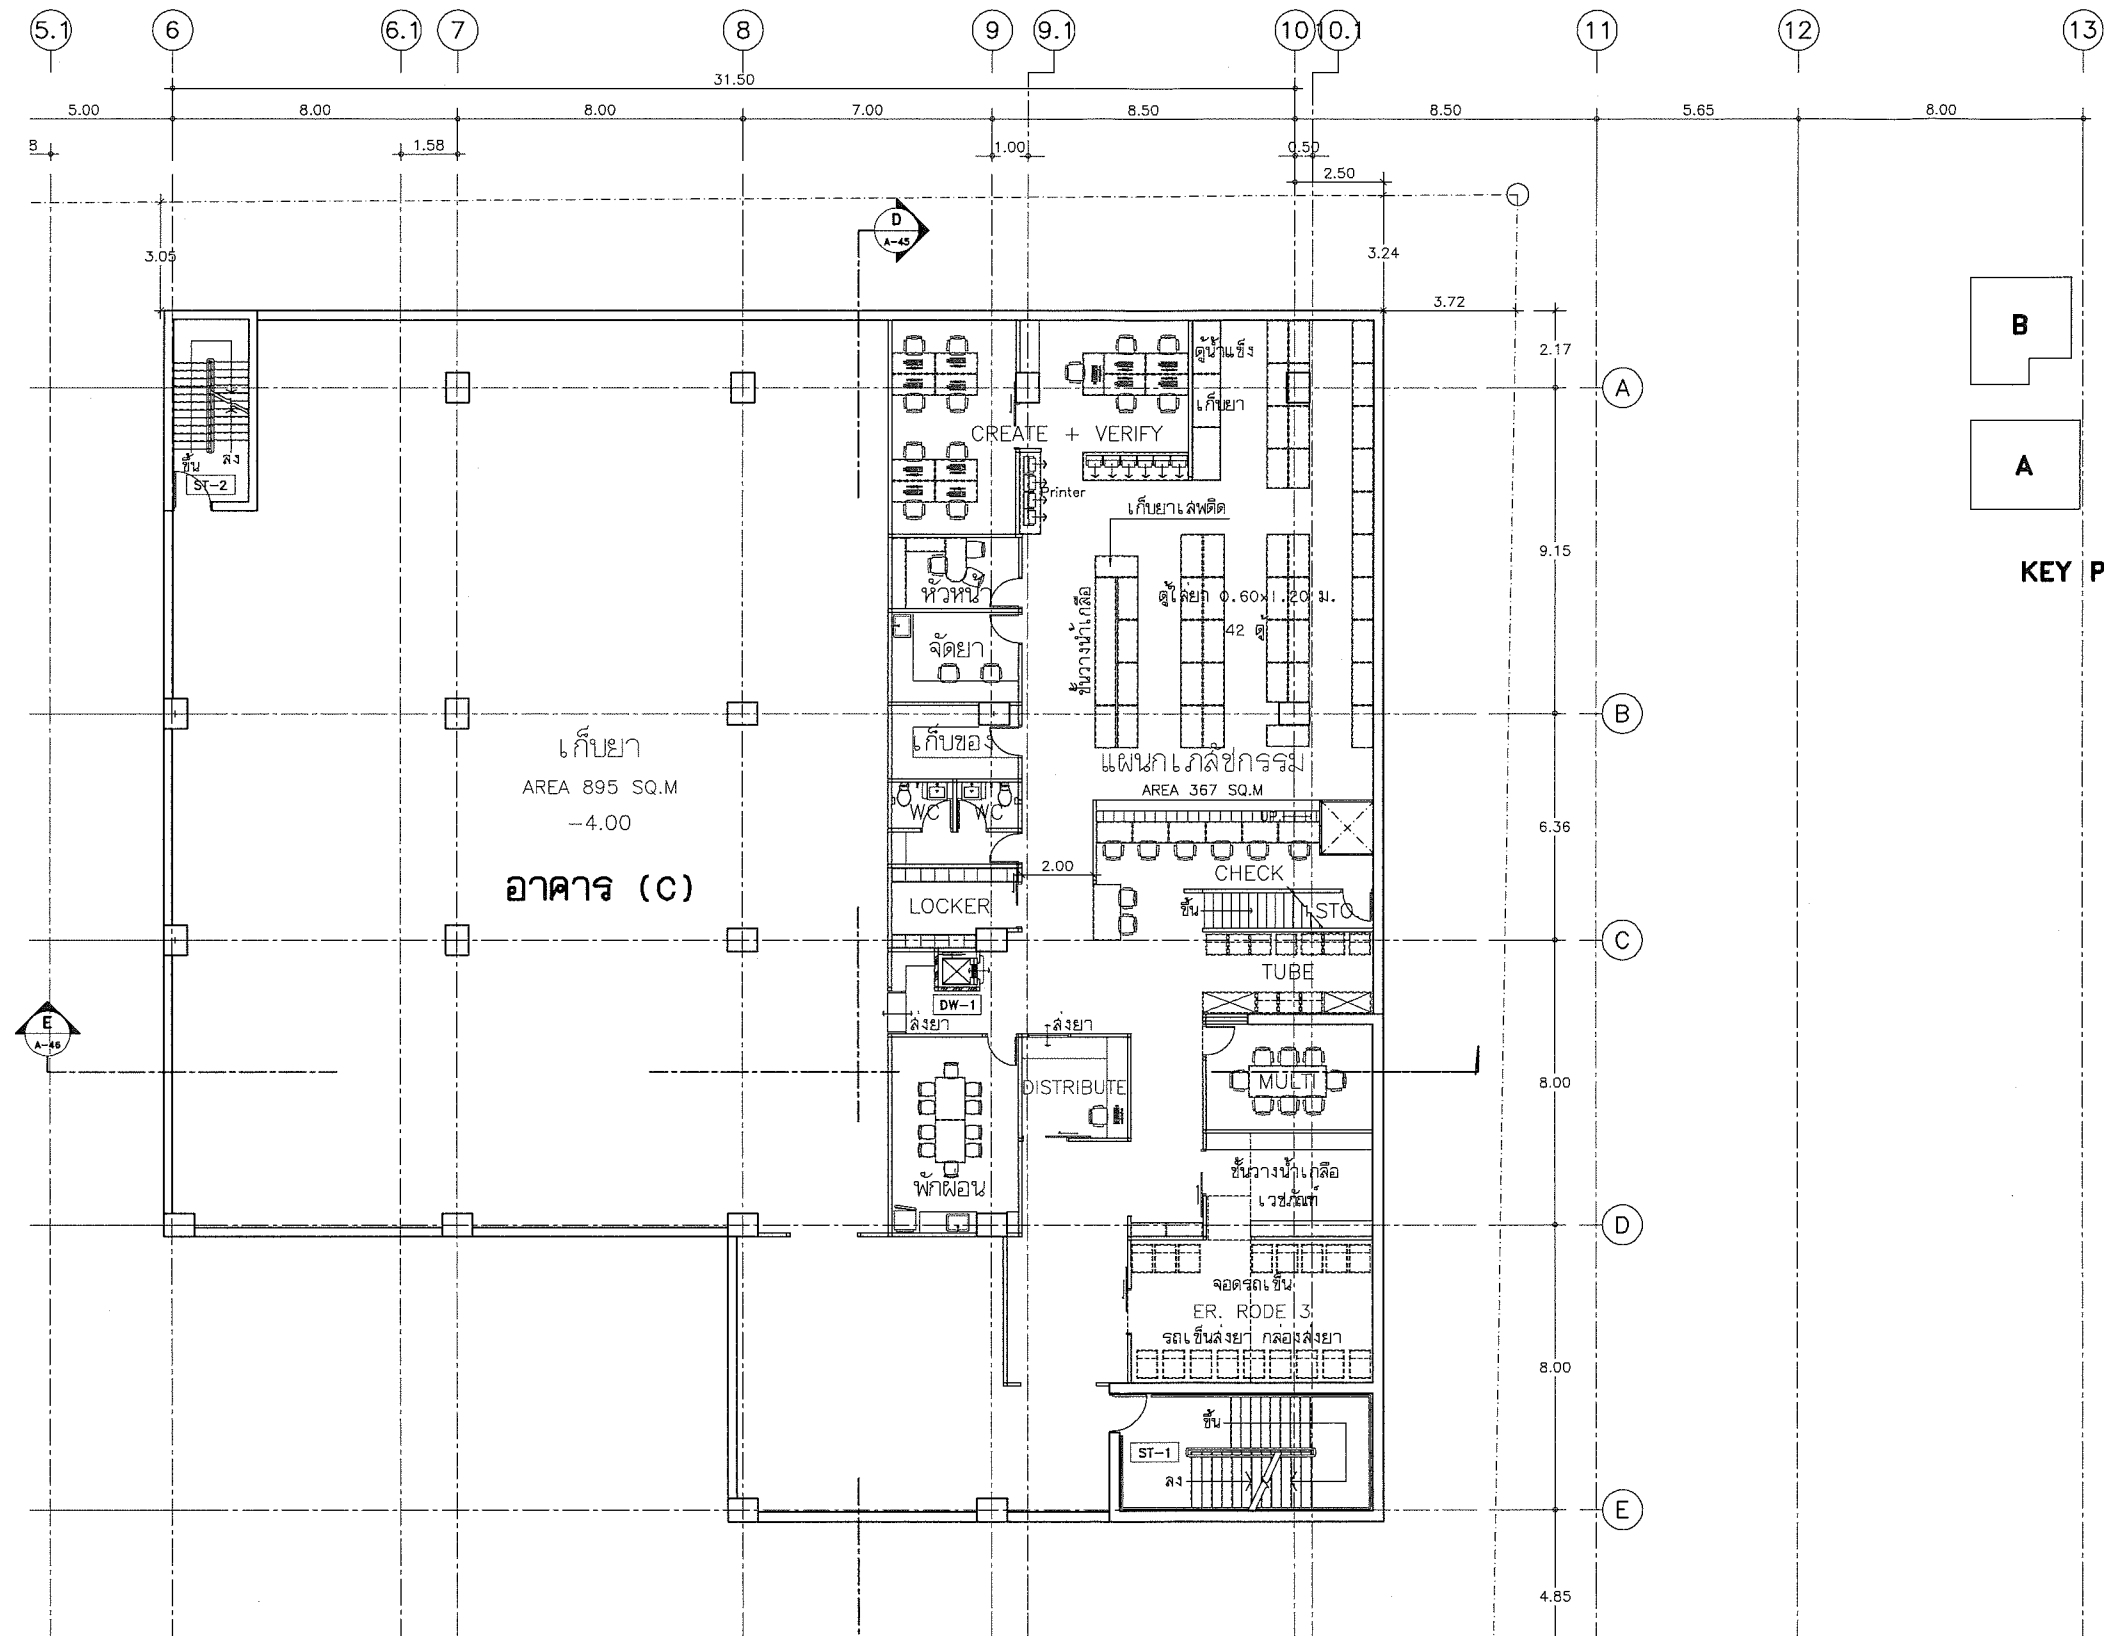 5.1 6 6.1 7 8 9 9.1 10 10.1 11 12 13
31.50
5.00 8.00 8.00 7.00 8.50 8.50 5.65 8.00
8 1.58 1.00 0.50
2.50
D
A-45
3.05 3.24
3.72
B
2.17
ตู้น้ำแข็ง
A
เก็บยา
CREATE + VERIFY
ขึ้น ลง
A
ST-2
Printer
เก็บยาเสพติด
9.15
KEY P
หัวหน้า
ตู้ใส่ยา 0.60x1.20 ม.
42 ตู้
ชั้นวางน้ำเกลือ
จัดยา
B
เก็บยา
เก็บของ
แผนกเภสัชกรรม
AREA 895 SQ.M
AREA 367 SQ.M
-4.00
WC WC
UP.
6.36
2.00
CHECK
อาคาร (C)
LOCKER
ขึ้น
STO
C
TUBE
DW-1
E
A-46
ส่งยา ส่งยา
8.00
DISTRIBUTE
MULTI
ชั้นวางน้ำเกลือ
พักผ่อน
เวชภัณฑ์
D
จอดรถเข็น
ER. RODE 3
รถเข็นส่งยา กล่องส่งยา
8.00
ขึ้น
ST-1
ลง
E
4.85